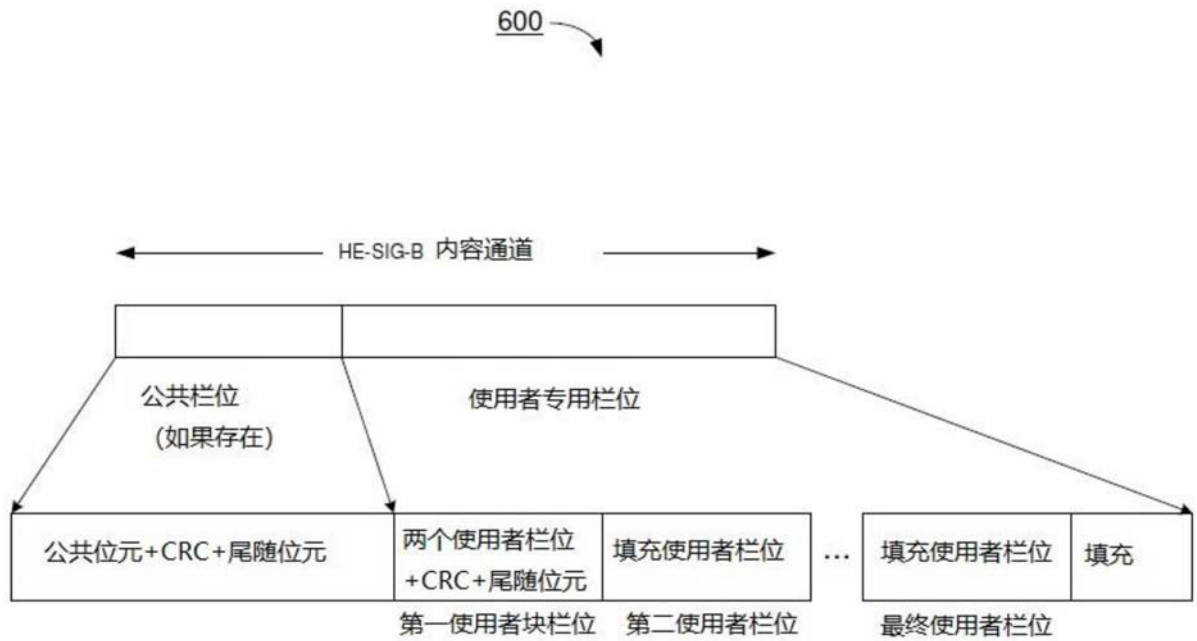 600
HE-SIG-B 内容通道
公共栏位
(如果存在)
使用者专用栏位
公共位元+CRC+尾随位元
两个使用者栏位
+CRC+尾随位元
填充使用者栏位
...
填充使用者栏位
填充
第一使用者块栏位
第二使用者栏位
最终使用者栏位